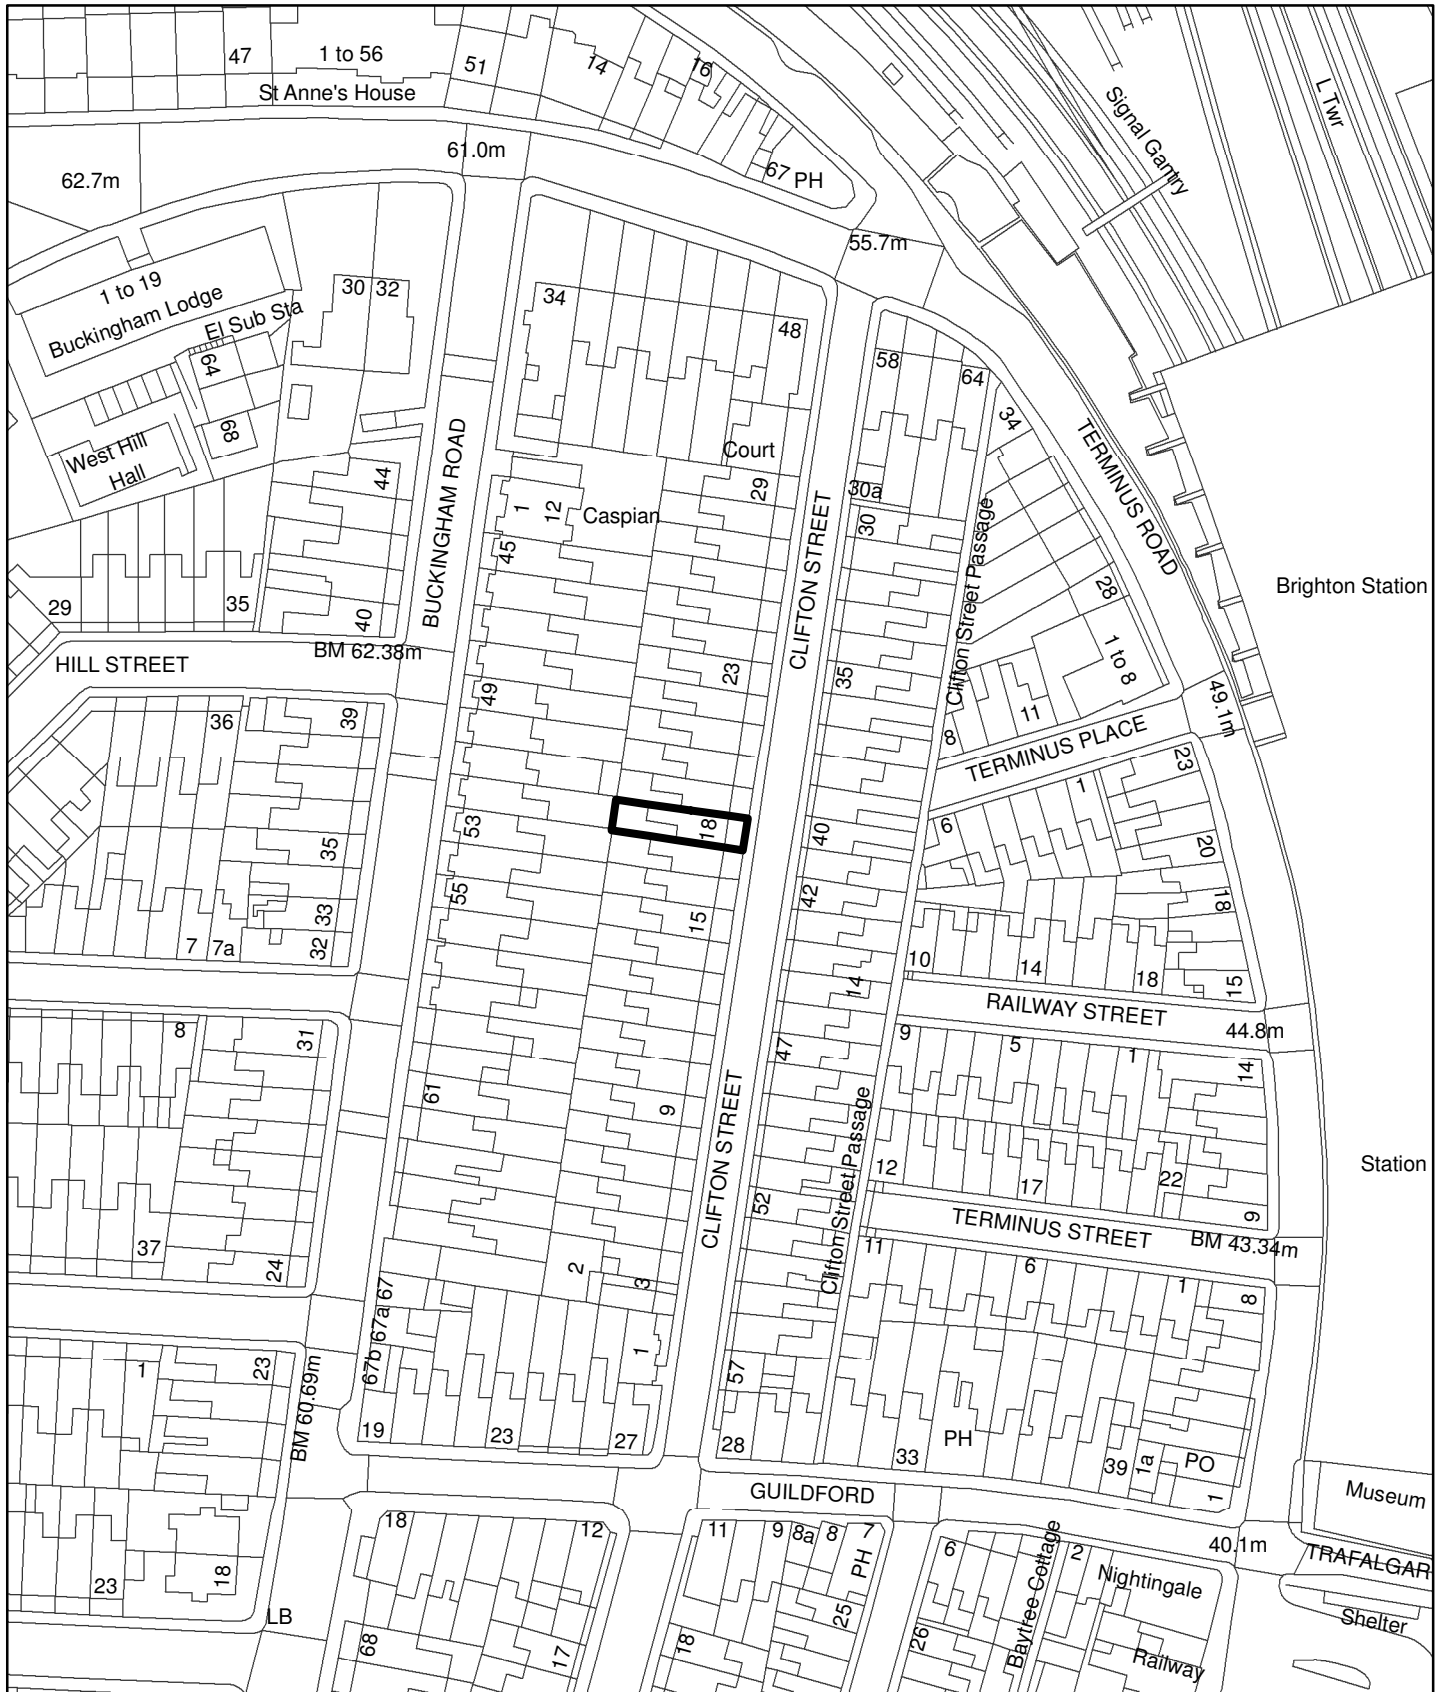 47
1 to 56
51
14
16
St Anne's House
Signal Gantry
L Twr
61.0m
62.7m
67
PH
55.7m
1 to 19
Buckingham Lodge
30
32
34
48
El Sub Sta
64
68
58
64
34
West Hill
Hall
44
BUCKINGHAM ROAD
Court
29
CLIFTON STREET
TERMINUS ROAD
30a
30
1
12
Caspian
45
Clifton Street Passage
28
Brighton Station
29
35
40
BM 62.38m
HILL STREET
23
35
1 to 8
49
49.1m
36
39
11
8
TERMINUS PLACE
23
1
53
18
40
6
20
35
55
42
18
15
33
32
7
7a
10
14
18
15
14
RAILWAY STREET
44.8m
8
31
9
5
1
14
47
61
9
CLIFTON STREET
Clifton Street Passage
12
17
22
Station
52
9
TERMINUS STREET
BM 43.34m
37
24
11
6
1
8
2
3
67
67a
67b
1
1
23
57
BM 60.69m
19
23
27
28
33
PH
39
1a
PO
1
GUILDFORD
Museum
18
12
11
9
8a
8
7
PH
6
2
40.1m
TRAFALGAR
Baytree Cottage
Nightingale
23
18
LB
25
Shelter
68
17
18
26
Railway